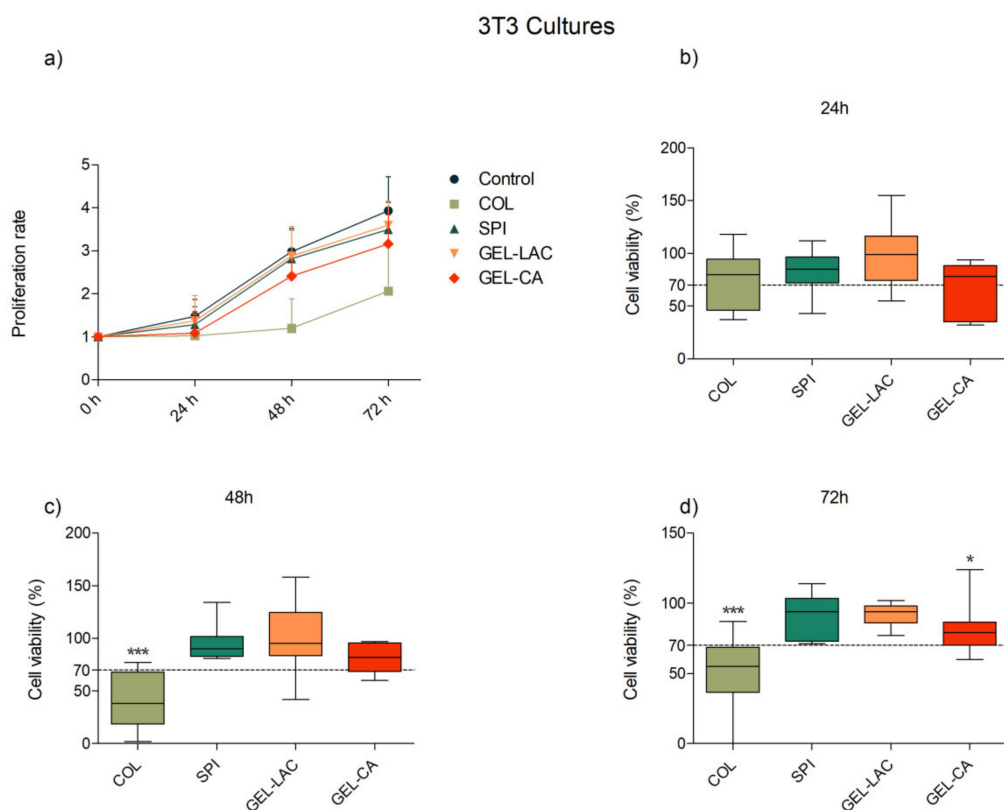 3T3 Cultures
a)
Proliferation rate
5
4
3
2
1
0
0 h
24 h
48 h
72 h
Control
COL
SPI
GEL-LAC
GEL-CA
b)
24h
Cell viability (%)
200
150
100
70
50
0
COL
SPI
GEL-LAC
GEL-CA
c)
48h
Cell viability (%)
200
150
100
70
50
0
***
COL
SPI
GEL-LAC
GEL-CA
d)
72h
Cell viability (%)
150
100
70
50
0
***
*
COL
SPI
GEL-LAC
GEL-CA